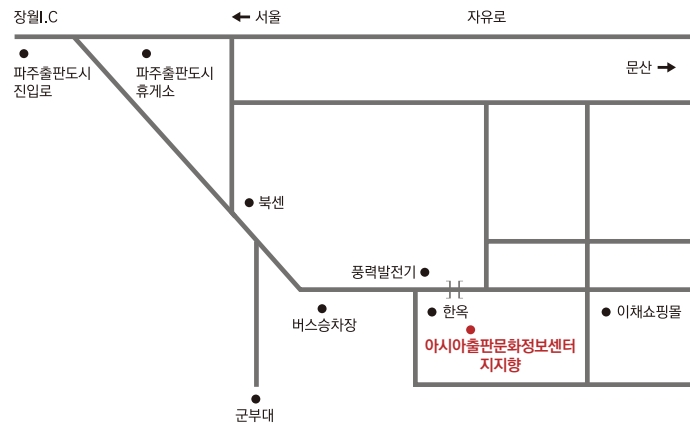 장월I.C
서울
자유로
파주출판도시
진입로
파주출판도시
휴게소
문산
북센
풍력발전기
버스승차장
한옥
이채쇼핑몰
아시아출판문화정보센터
지지향
군부대